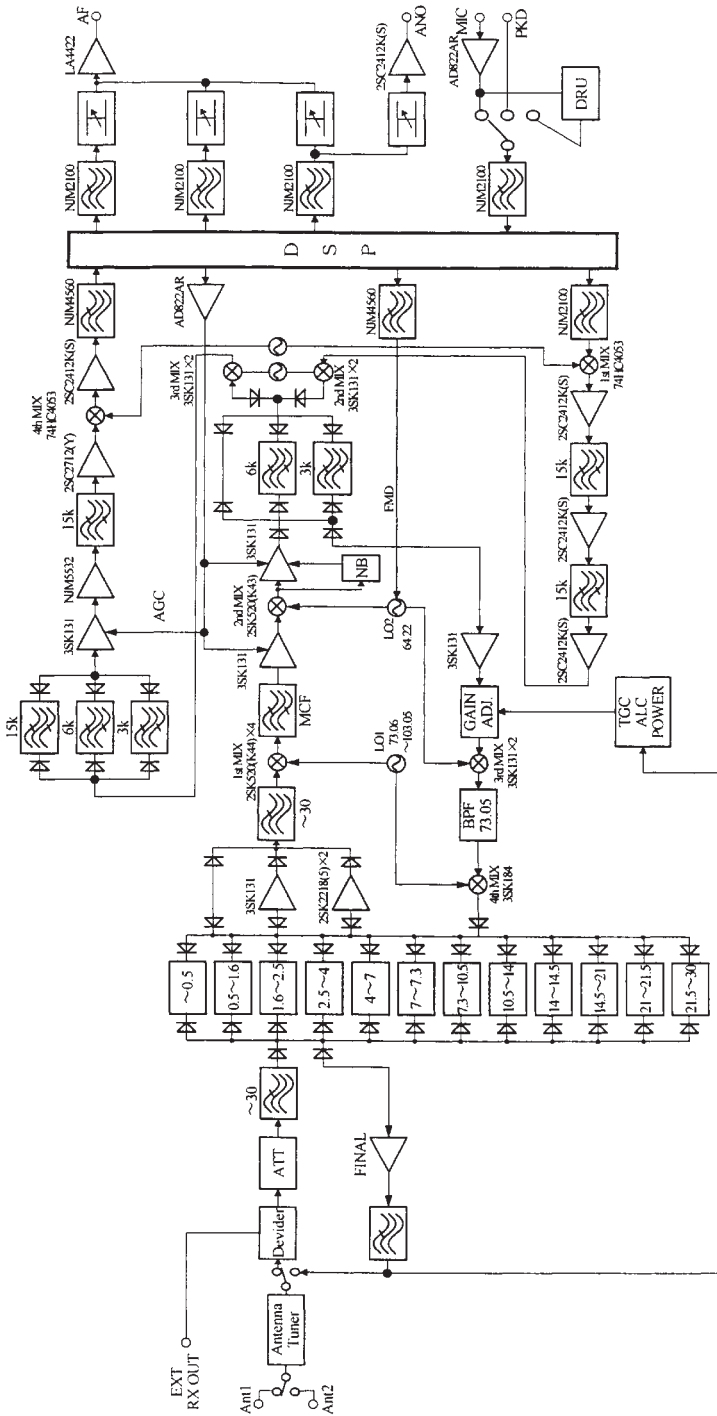 EXT
RX OUT
Ant1
Ant2
Antenna
Tuner
Devider
ATT
~30
FINAL
~0.5
0.5~1.6
1.6~2.5
2.5~4
4~7
7~7.3
7.3~10.5
10.5~14
14~14.5
14.5~21
21~21.5
21.5~30
3SK131
2SK2218(5)×2
~30
1st MIX
2SK520(K44)×4
MCF
3SK131
2nd MIX
2SK520(K43)
3SK131
NB
6k
3k
3rd MIX
3SK131×2
2nd MIX
3SK131×2
LO1
73.06
~103.05
LO2
64.22
FMD
4th MIX
3SK184
BPF
73.05
3rd MIX
3SK131×2
GAIN
ADJ.
3SK131
TGC
ALC
POWER
15k
6k
3k
3SK131
AGC
NJM5532
15k
2SC2712(Y)
4th MIX
74HC4053
2SC2412K(S)
NJM4560
AD822AR
NJM4560
NJM2100
1st MIX
74HC4053
2SC2412K(S)
15k
2SC2412K(S)
15k
2SC2412K(S)
D
S
P
NJM2100
NJM2100
NJM2100
NJM2100
LA4422
AF
2SC2412K(S)
ANO
AD822AR
MIC
PKD
DRU